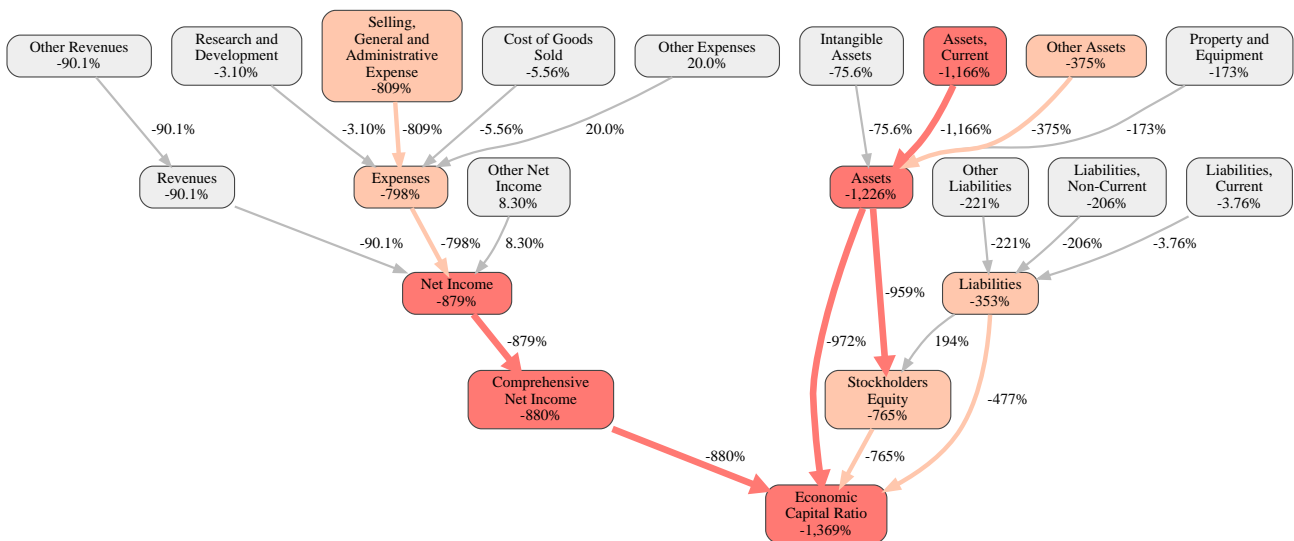 Other Revenues
-90.1%
Research and
Development
-3.10%
Selling,
General and
Administrative
Expense
-809%
Cost of Goods
Sold
-5.56%
Other Expenses
20.0%
Intangible
Assets
-75.6%
Assets,
Current
-1,166%
Other Assets
-375%
Property and
Equipment
-173%
-90.1%
-3.10%
-809%
-5.56%
20.0%
-75.6%
-1,166%
-375%
-173%
Revenues
-90.1%
Expenses
-798%
Other Net
Income
8.30%
Assets
-1,226%
Other
Liabilities
-221%
Liabilities,
Non-Current
-206%
Liabilities,
Current
-3.76%
-90.1%
-798%
8.30%
-221%
-206%
-3.76%
Net Income
-879%
-959%
Liabilities
-353%
-879%
-972%
194%
Comprehensive
Net Income
-880%
Stockholders
Equity
-765%
-477%
-880%
-765%
Economic
Capital Ratio
-1,369%